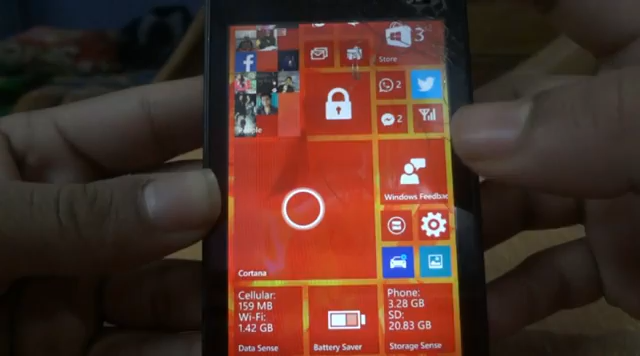 3
Store
f
2
People
2
Windows Feedbac
Cortana
Cellular:
159 MB
Wi-Fi:
1.42 GB
Data Sense
Battery Saver
Phone:
3.28 GB
SD:
20.83 GB
Storage Sense